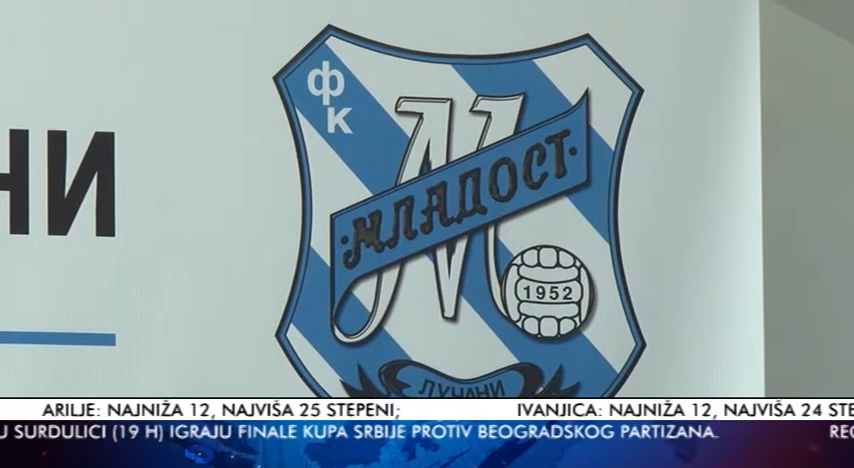 ФК
М
·МЛАДОСТ·
НИ
1952
ЛУЧАНИ
ARILJE: NAJNIŽA 12, NAJVIŠA 25 STEPENI; IVANJICA: NAJNIŽA 12, NAJVIŠA 24 STE
U SURDULICI (19 H) IGRAJU FINALE KUPA SRBIJE PROTIV BEOGRADSKOG PARTIZANA. REG